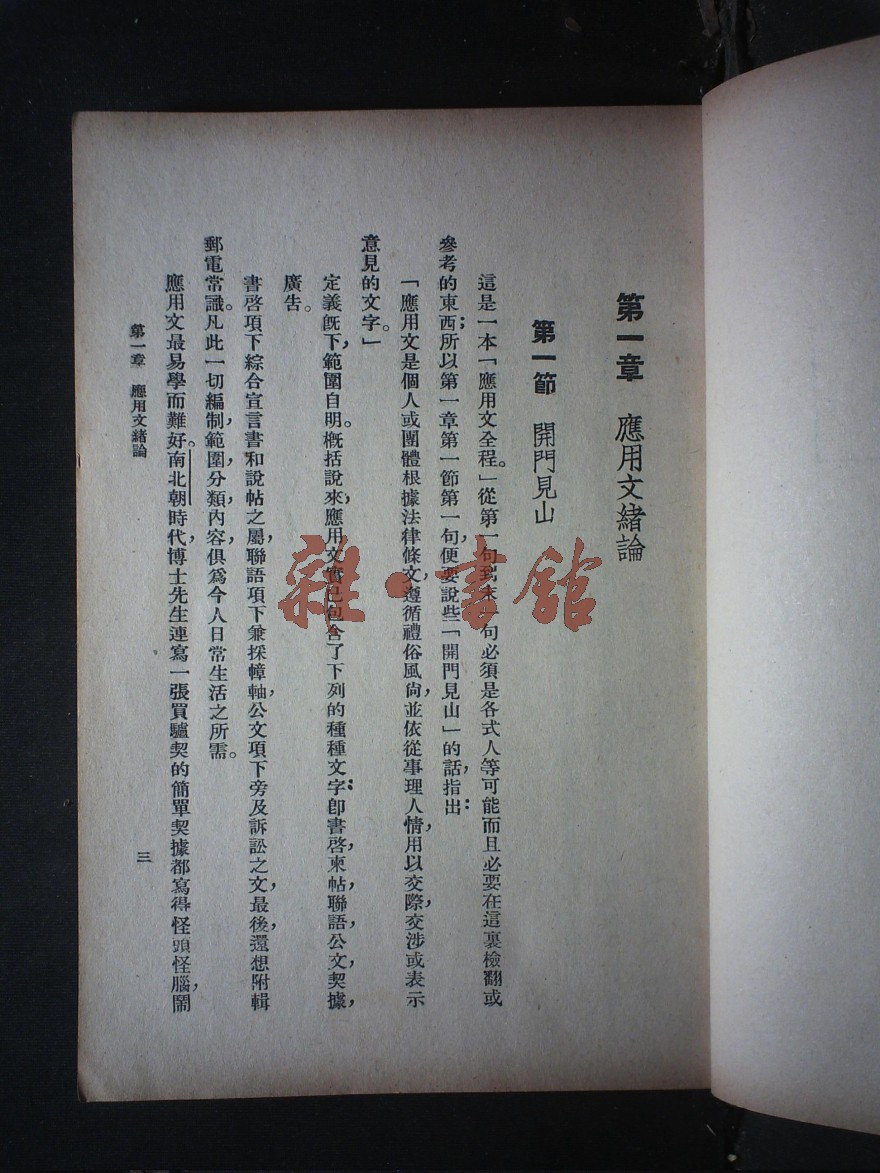 第一章　應用文緒論
第一節　開門見山
這是一本「應用文全程。」從第一句到末一句必須是各式人等可能而且必要在這裏檢翻或
參考的東西；所以第一章第一節第一句，便要說些「開門見山」的話，指出：
「應用文是個人或團體根據法律條文，遵循禮俗風尙，並依從事理人情，用以交際，交涉或表示
意見的文字。」
定義旣下，範圍自明。槪括說來，應用文實已包含了下列的種種文字：卽書啓，柬帖，聯語，公文，契據，
廣告。
書啓項下綜合宣言書和說帖之屬，聯語項下兼採幛軸，公文項下旁及訴訟之文，最後，還想附輯
郵電常識。凡此一切編制，範圍，分類，內容，俱爲今人日常生活之所需。
應用文最易學而難好。南北朝時代，博士先生連寫一張買驢契的簡單契據都寫得怪頭怪腦，鬧
第一章　應用文緒論
三
雜·書館